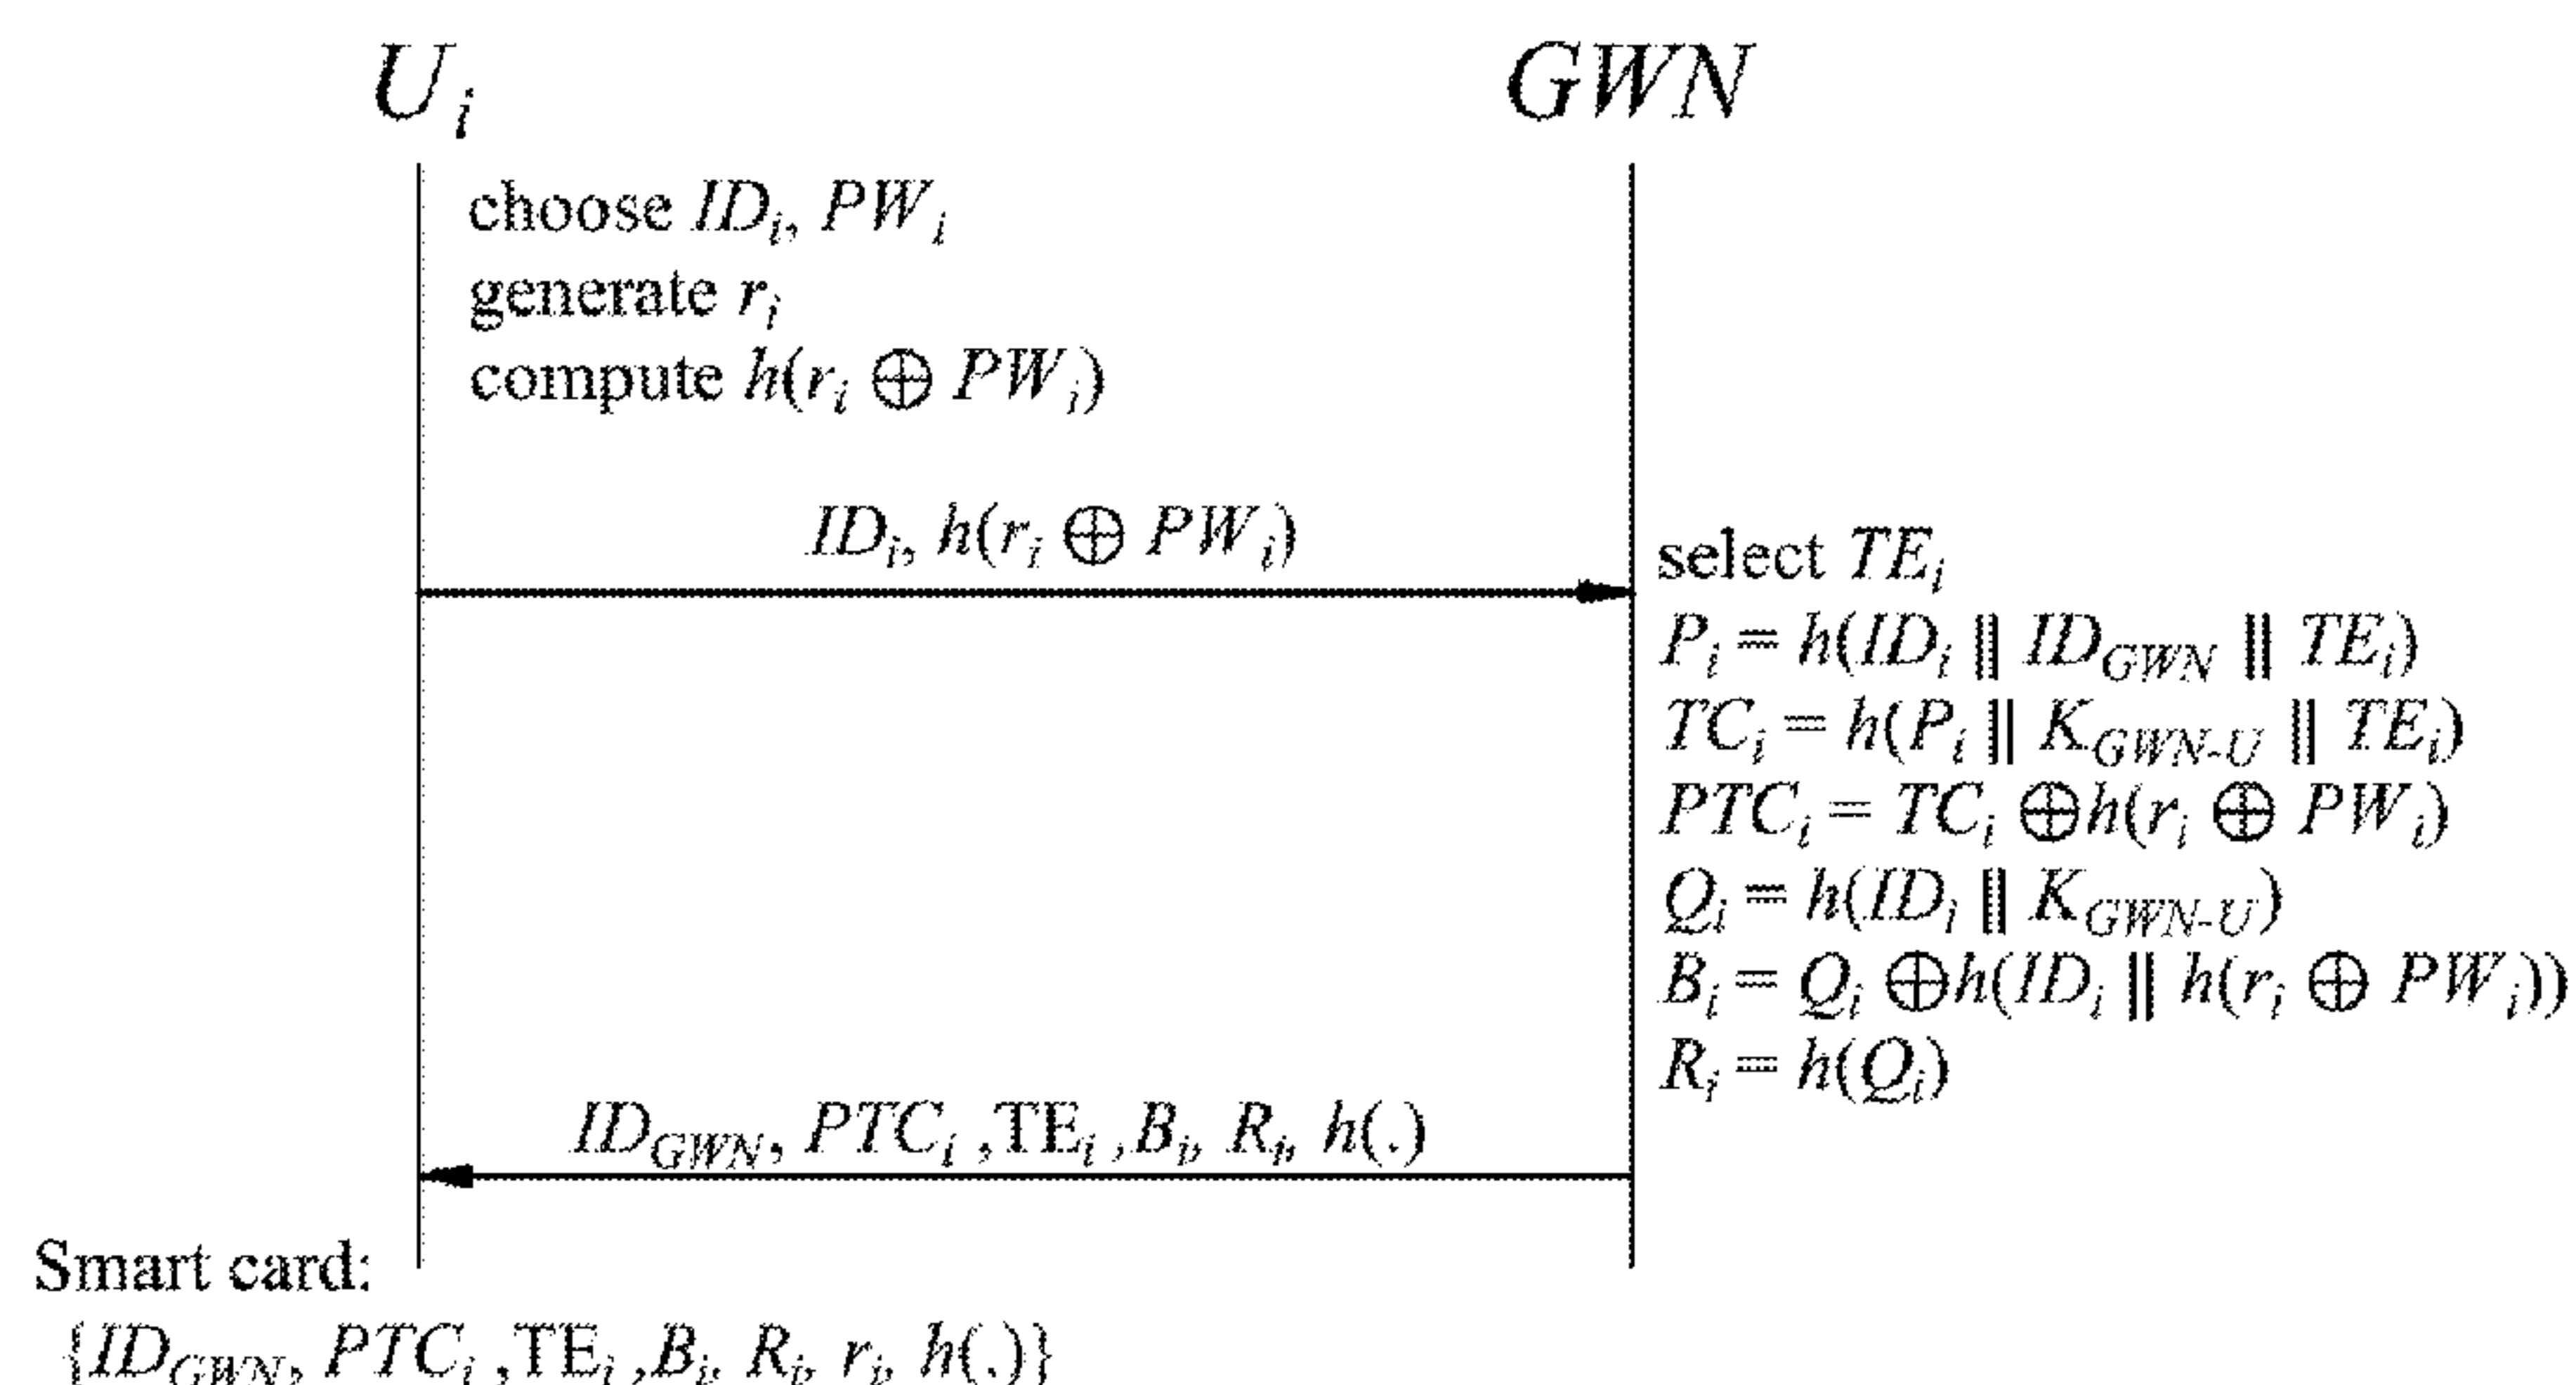 U_i GWN
choose ID_i, PW_i
generate r_i
compute h(r_i ⊕ PW_i)
ID_i, h(r_i ⊕ PW_i)
select TE_i
P_i = h(ID_i ∥ ID_GWN ∥ TE_i)
TC_i = h(P_i ∥ K_GWN-U ∥ TE_i)
PTC_i = TC_i ⊕h(r_i ⊕ PW_i)
Q_i = h(ID_i ∥ K_GWN-U)
B_i = Q_i ⊕h(ID_i ∥ h(r_i ⊕ PW_i))
R_i = h(Q_i)
ID_GWN, PTC_i ,TE_i ,B_i, R_i, h(.)
Smart card:
{ID_GWN, PTC_i ,TE_i ,B_i, R_i, r_i, h(.)}